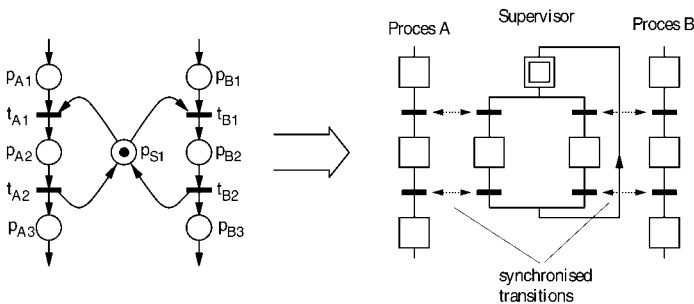 Supervisor
Proces A
Proces B
pA1
pB1
tA1
tB1
pA2
pS1
pB2
tA2
tB2
pA3
pB3
synchronised
transitions